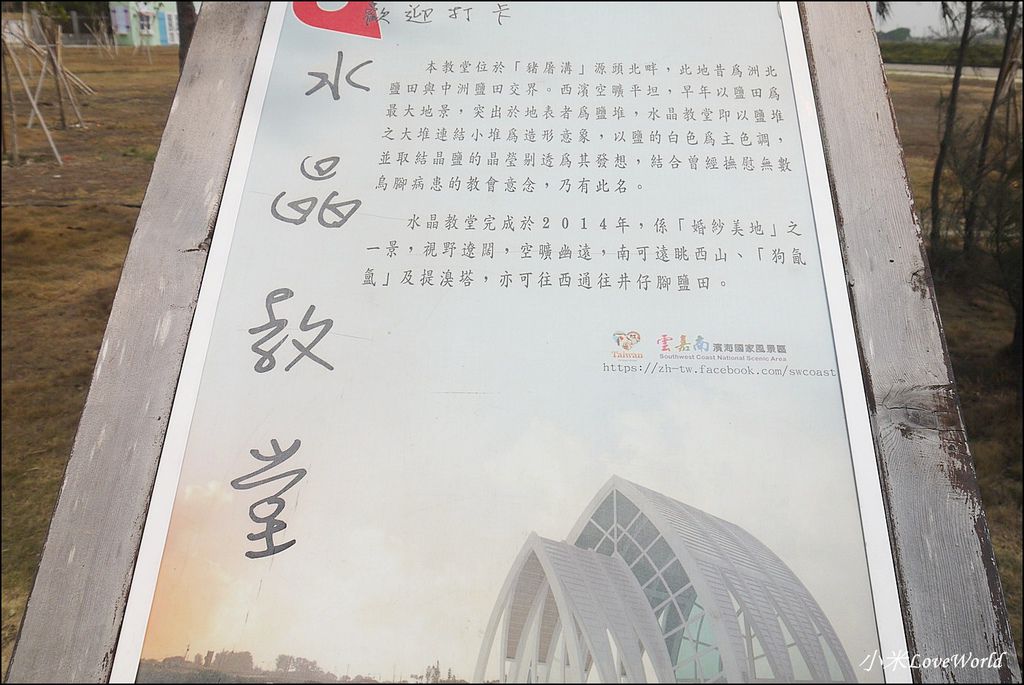 歡迎打卡
水晶教堂
本教堂位於「豬屠溝」源頭北畔，此地昔為洲北
鹽田與中洲鹽田交界。西濱空曠平坦，早年以鹽田為
最大地景，突出於地表者為鹽堆，水晶教堂即以鹽堆
之大堆連結小堆為造形意象，以鹽的白色為主色調，
並取結晶鹽的晶瑩剔透為其發想，結合曾經撫慰無數
烏腳病患的教會意念，乃有此名。
水晶教堂完成於2014年，係「婚紗美地」之
一景，視野遼闊，空曠幽遠，南可遠眺西山、「狗氤
氳」及提溴塔，亦可往西通往井仔腳鹽田。
Taiwan
雲嘉南濱海國家風景區
Southwest Coast National Scenic Area
https://zh-tw.facebook.com/swcoast
小米LoveWorld